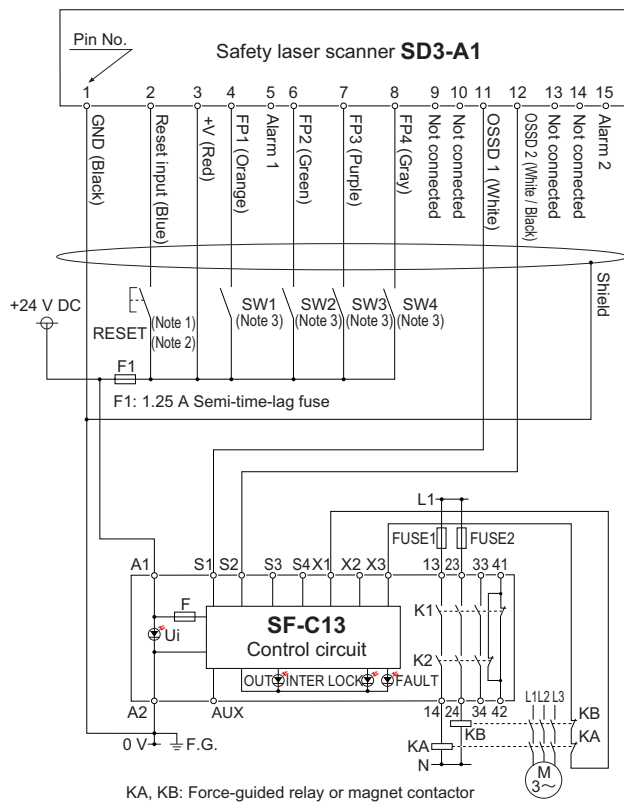 Pin No.
Safety laser scanner SD3-A1
1 2 3 4 5 6 7 8 9 10 11 12 13 14 15
GND (Black)
Reset input (Blue)
+V (Red)
FP1 (Orange)
Alarm 1
FP2 (Green)
FP3 (Purple)
FP4 (Gray)
Not connected
Not connected
OSSD 1 (White)
OSSD 2 (White / Black)
Not connected
Not connected
Alarm 2
Shield
+24 V DC
RESET
(Note 1)
(Note 2)
SW1
(Note 3)
SW2
(Note 3)
SW3
(Note 3)
SW4
(Note 3)
F1
F1: 1.25 A Semi-time-lag fuse
L1
FUSE1
FUSE2
A1 S1 S2 S3 S4 X1 X2 X3 13 23 33 41
F
Ui
SF-C13
Control circuit
K1
K2
OUT INTER LOCK FAULT
A2 AUX 14 24 34 42
L1 L2 L3
KB
KB
KA
KA
0 V
F.G.
N
M
3~
KA, KB: Force-guided relay or magnet contactor